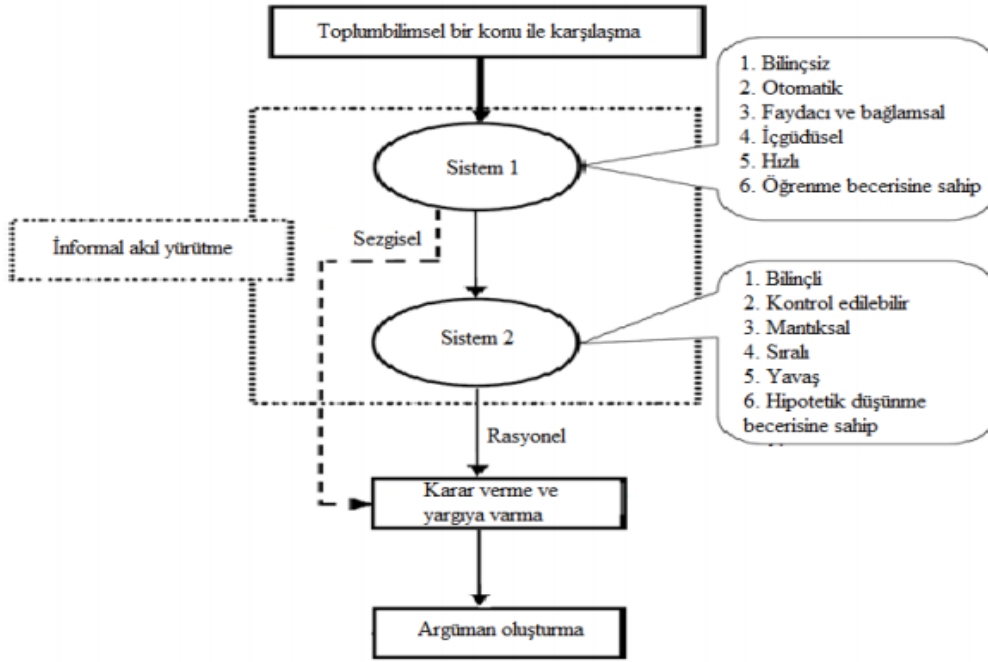 Toplumbilimsel bir konu ile karşılaşma
1. Bilinçsiz
2. Otomatik
3. Faydacı ve bağlamsal
4. İçgüdüsel
5. Hızlı
6. Öğrenme becerisine sahip
Sistem 1
İnformal akıl yürütme
Sezgisel
1. Bilinçli
2. Kontrol edilebilir
3. Mantıksal
4. Sıralı
5. Yavaş
6. Hipotetik düşünme
becerisine sahip
Sistem 2
Rasyonel
Karar verme ve
yargıya varma
Argüman oluşturma